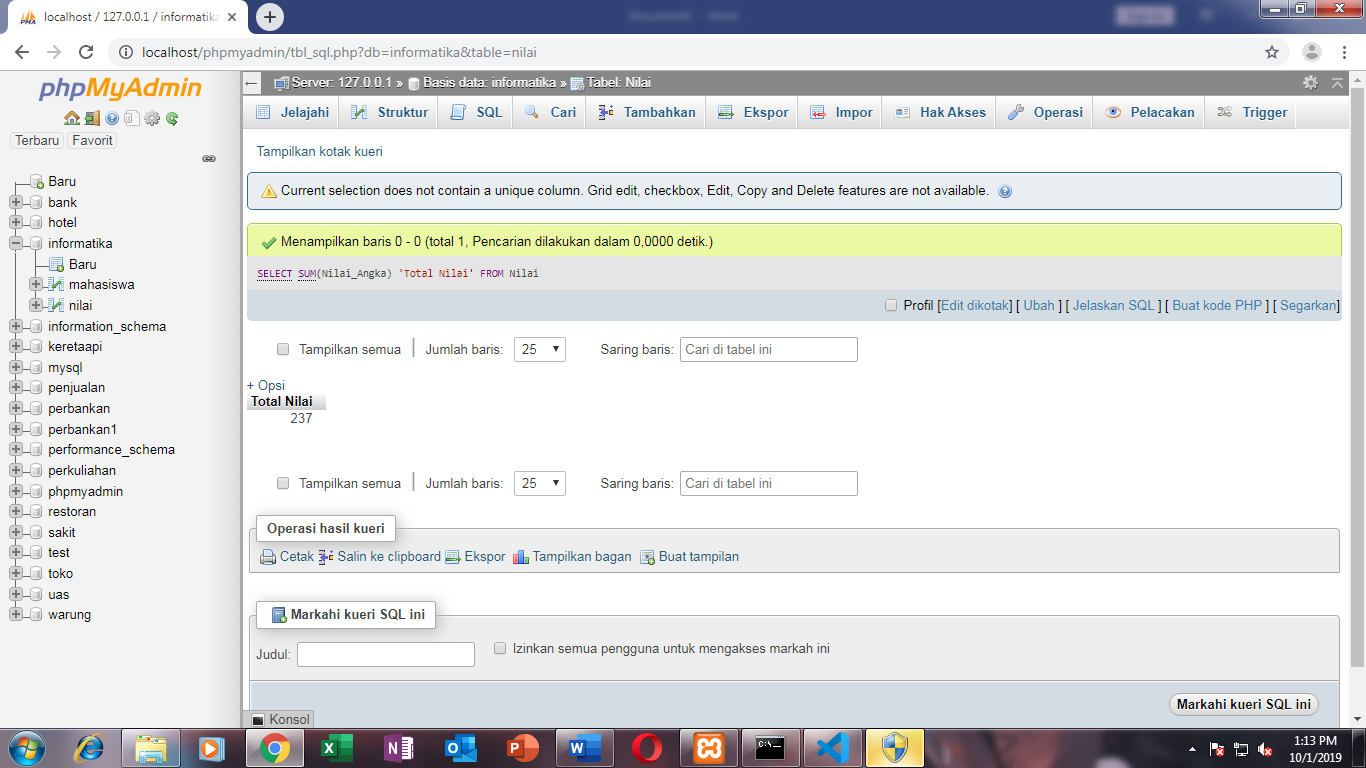 localhost / 127.0.0.1 / informatika
localhost/phpmyadmin/tbl_sql.php?db=informatika&table=nilai
phpMyAdmin
Terbaru Favorit
Baru
bank
hotel
informatika
Baru
mahasiswa
nilai
information_schema
keretaapi
mysql
penjualan
perbankan
perbankan1
performance_schema
perkuliahan
phpmyadmin
restoran
sakit
test
toko
uas
warung
Server: 127.0.0.1 » Basis data: informatika » Tabel: Nilai
Jelajahi Struktur SQL Cari Tambahkan Ekspor Impor Hak Akses Operasi Pelacakan Trigger
Tampilkan kotak kueri
Current selection does not contain a unique column. Grid edit, checkbox, Edit, Copy and Delete features are not available.
Menampilkan baris 0 - 0 (total 1, Pencarian dilakukan dalam 0,0000 detik.)
SELECT SUM(Nilai_Angka) 'Total Nilai' FROM Nilai
Profil [Edit dikotak] [ Ubah ] [ Jelaskan SQL ] [ Buat kode PHP ] [ Segarkan]
Tampilkan semua | Jumlah baris: 25 Saring baris: Cari di tabel ini
+ Opsi
Total Nilai
237
Tampilkan semua | Jumlah baris: 25 Saring baris: Cari di tabel ini
Operasi hasil kueri
Cetak Salin ke clipboard Ekspor Tampilkan bagan Buat tampilan
Markahi kueri SQL ini
Judul: Izinkan semua pengguna untuk mengakses markah ini
Markahi kueri SQL ini
Konsol
1:13 PM
10/1/2019